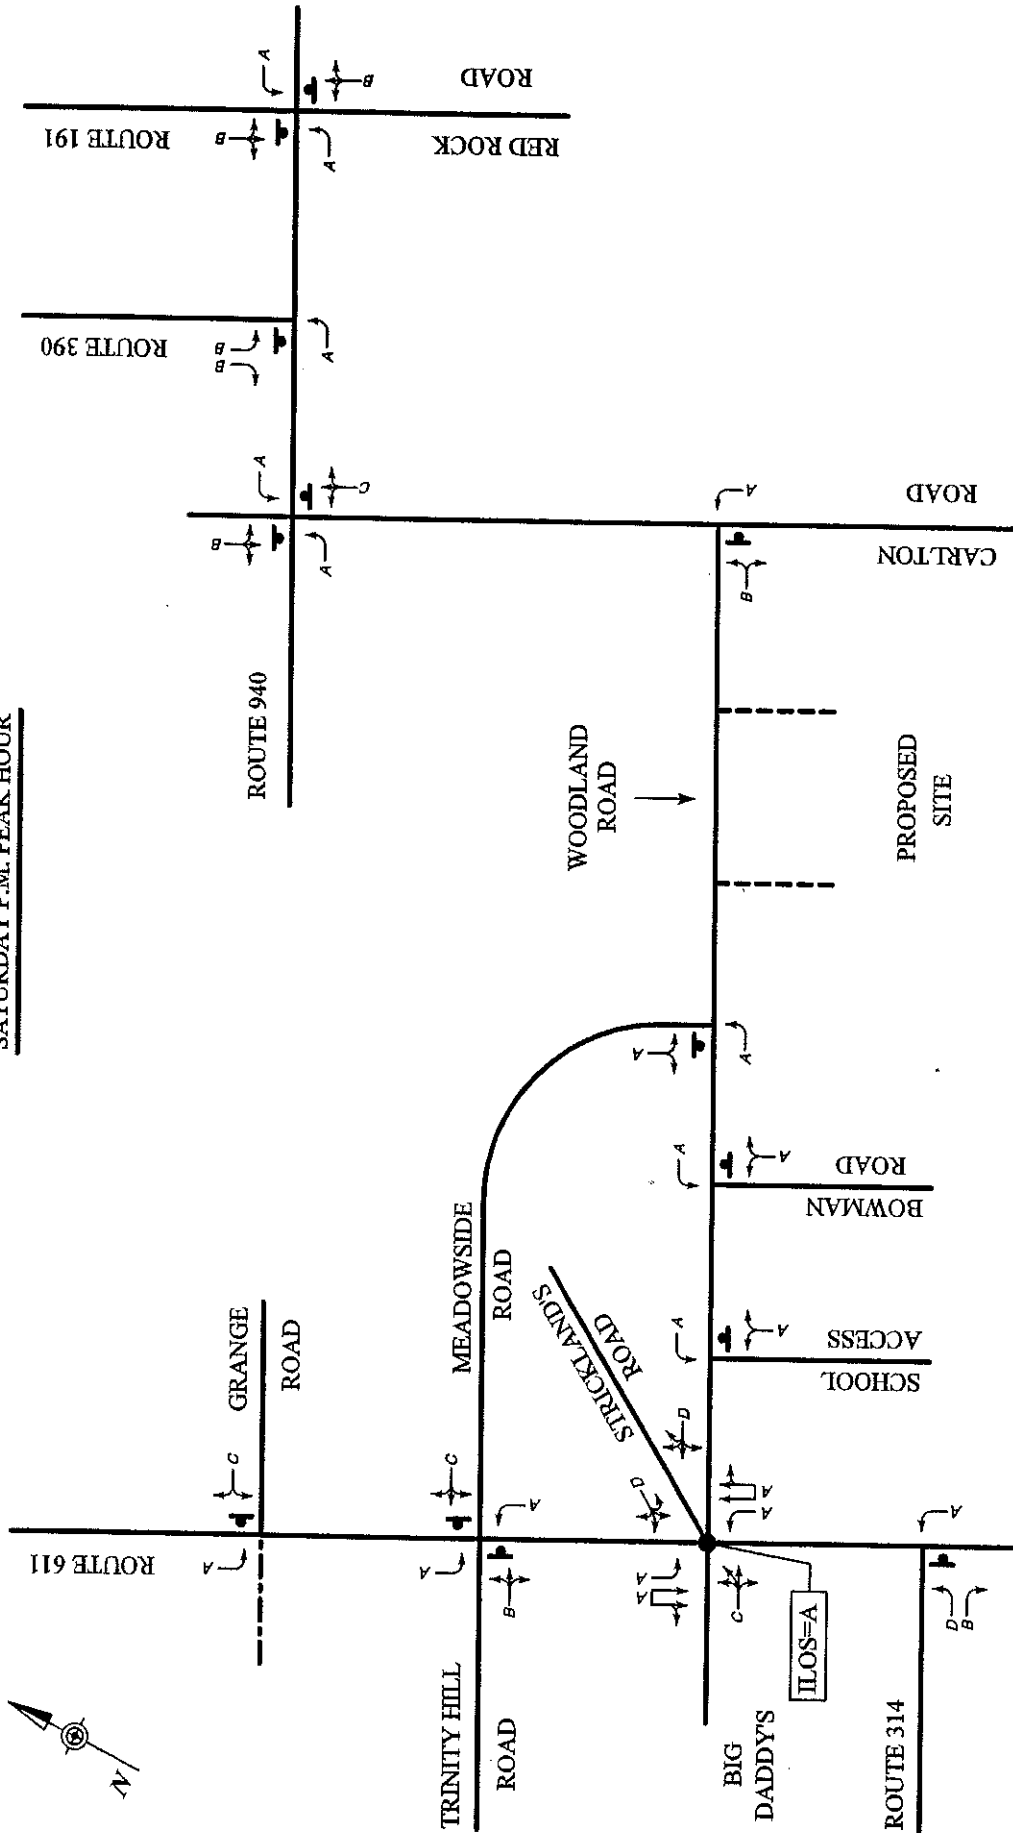 SATURDAY P.M. PEAK HOUR
ROUTE 191
RED ROCK
ROAD
A
B
B
A
ROUTE 390
B
B
A
A
C
B
A
ROUTE 940
CARLTON
ROAD
A
B
WOODLAND
ROAD
PROPOSED
SITE
A
A
A
A
BOWMAN
ROAD
A
A
SCHOOL
ACCESS
MEADOWSIDE
ROAD
STRICKLAND'S
ROAD
GRANGE
ROAD
C
A
ROUTE 611
C
A
A
B
TRINITY HILL
ROAD
D
D
A
A
A
A
C
ILOS=A
BIG
DADDY'S
A
D
B
ROUTE 314
N